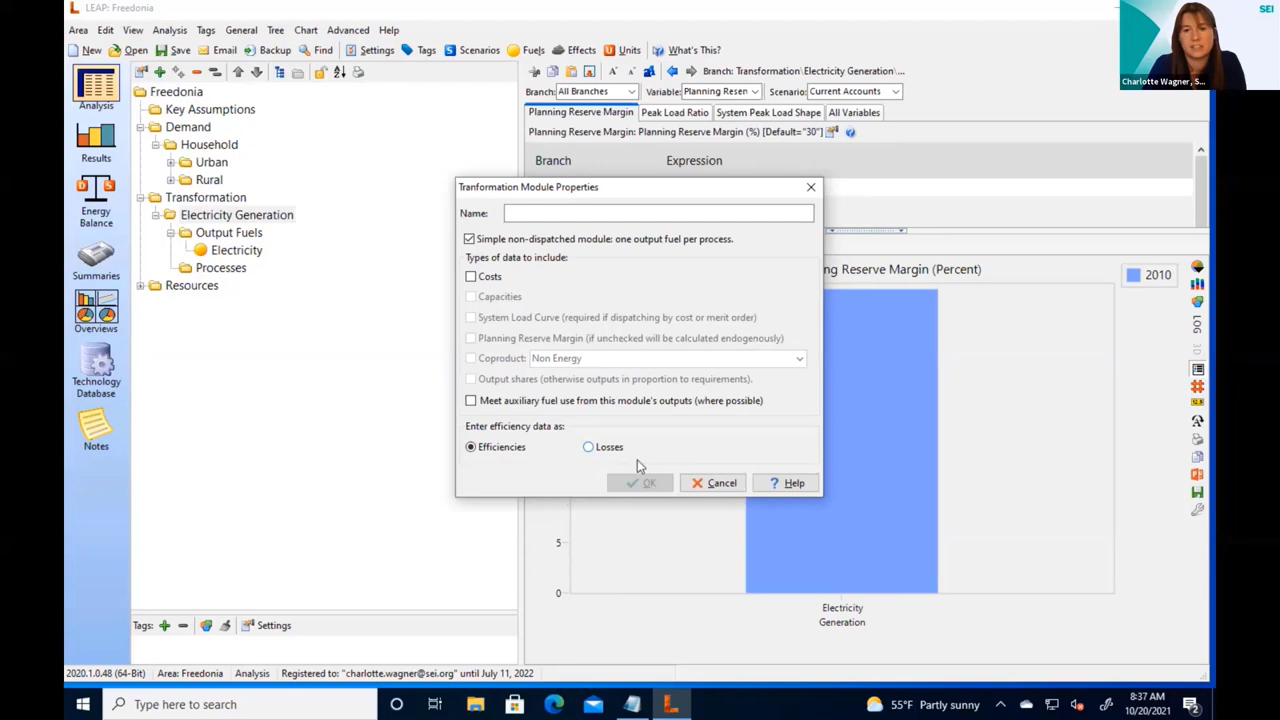 LEAP: Freedonia
SEI
Charlotte Wagner, S...
Area Edit View Analysis Tags General Tree Chart Advanced Help
New Open Save Email Backup Find Settings Tags Scenarios Fuels Effects Units What's This?
Branch: Transformation\Electricity Generation\...
Branch: All Branches Variable: Planning Reser Scenario: Current Accounts
Planning Reserve Margin Peak Load Ratio System Peak Load Shape All Variables
Planning Reserve Margin: Planning Reserve Margin (%) [Default="30"]
Branch Expression
Analysis
Results
Energy
Balance
Summaries
Overviews
Technology
Database
Notes
Freedonia
Key Assumptions
Demand
Household
Urban
Rural
Transformation
Electricity Generation
Output Fuels
Electricity
Processes
Resources
Tranformation Module Properties
Name:
Simple non-dispatched module: one output fuel per process.
Types of data to include:
Costs
Capacities
System Load Curve (required if dispatching by cost or merit order)
Planning Reserve Margin (if unchecked will be calculated endogenously)
Coproduct: Non Energy
Output shares (otherwise outputs in proportion to requirements).
Meet auxiliary fuel use from this module's outputs (where possible)
Enter efficiency data as:
Efficiencies Losses
OK Cancel Help
ng Reserve Margin (Percent)
2010
LOG
5
0
Electricity
Generation
Tags: Settings
2020.1.0.48 (64-Bit) Area: Freedonia Analysis Registered to: "charlotte.wagner@sei.org" until July 11, 2022
Type here to search
55°F Partly sunny
8:37 AM
10/20/2021
2